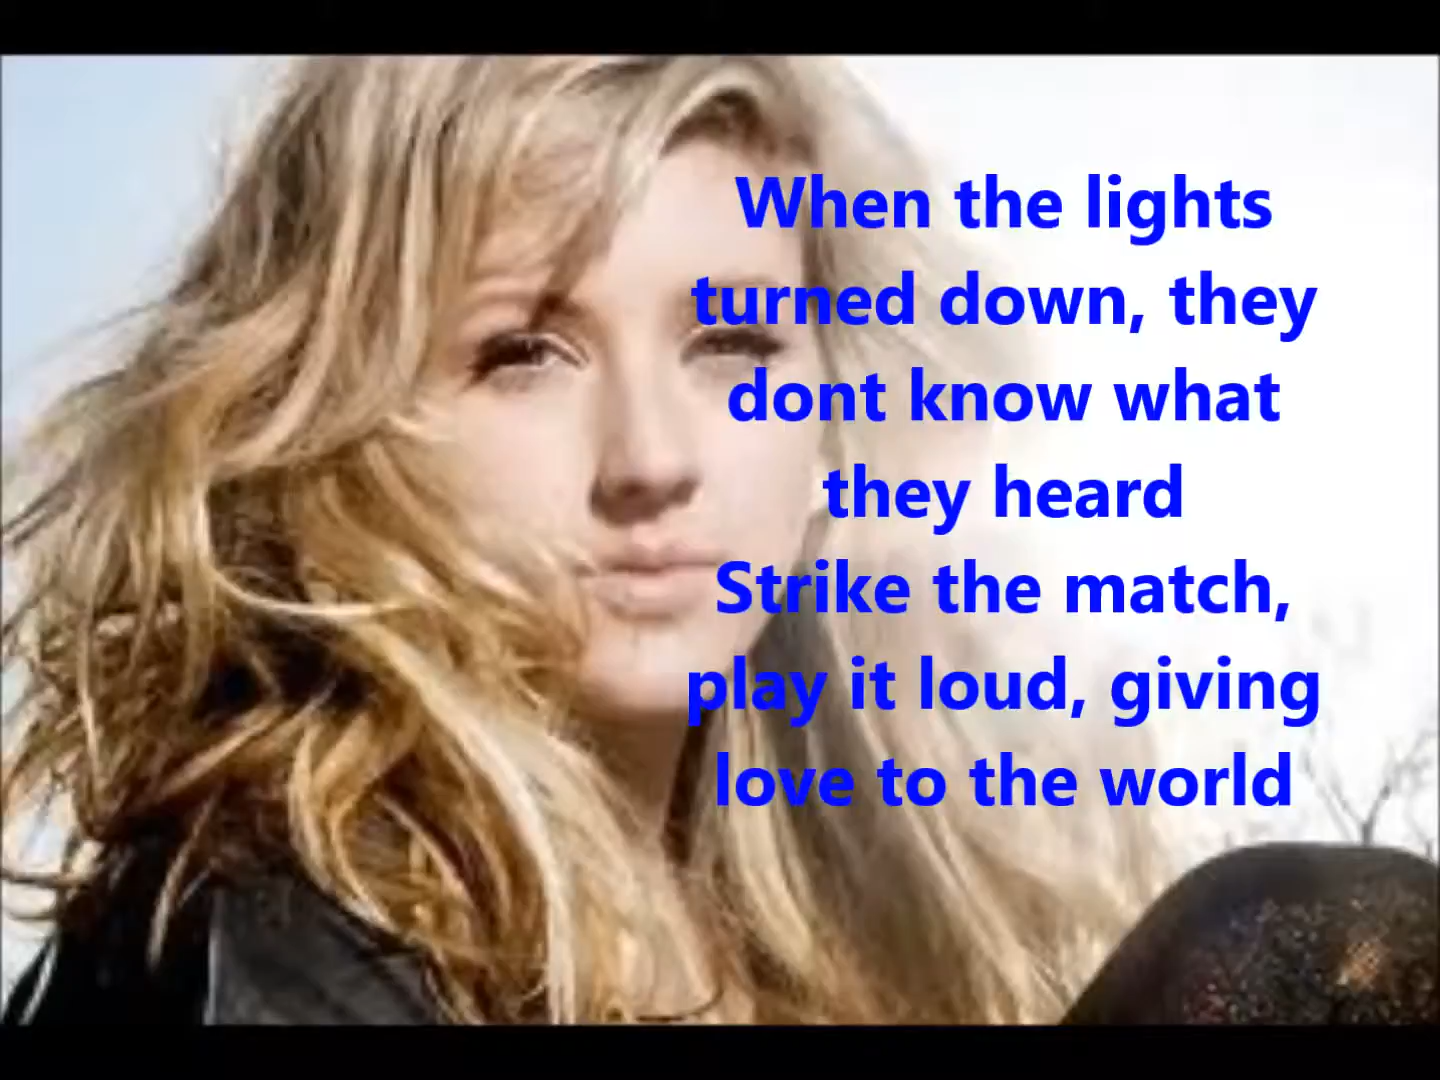 When the lights
turned down, they
dont know what
they heard
Strike the match,
play it loud, giving
love to the world